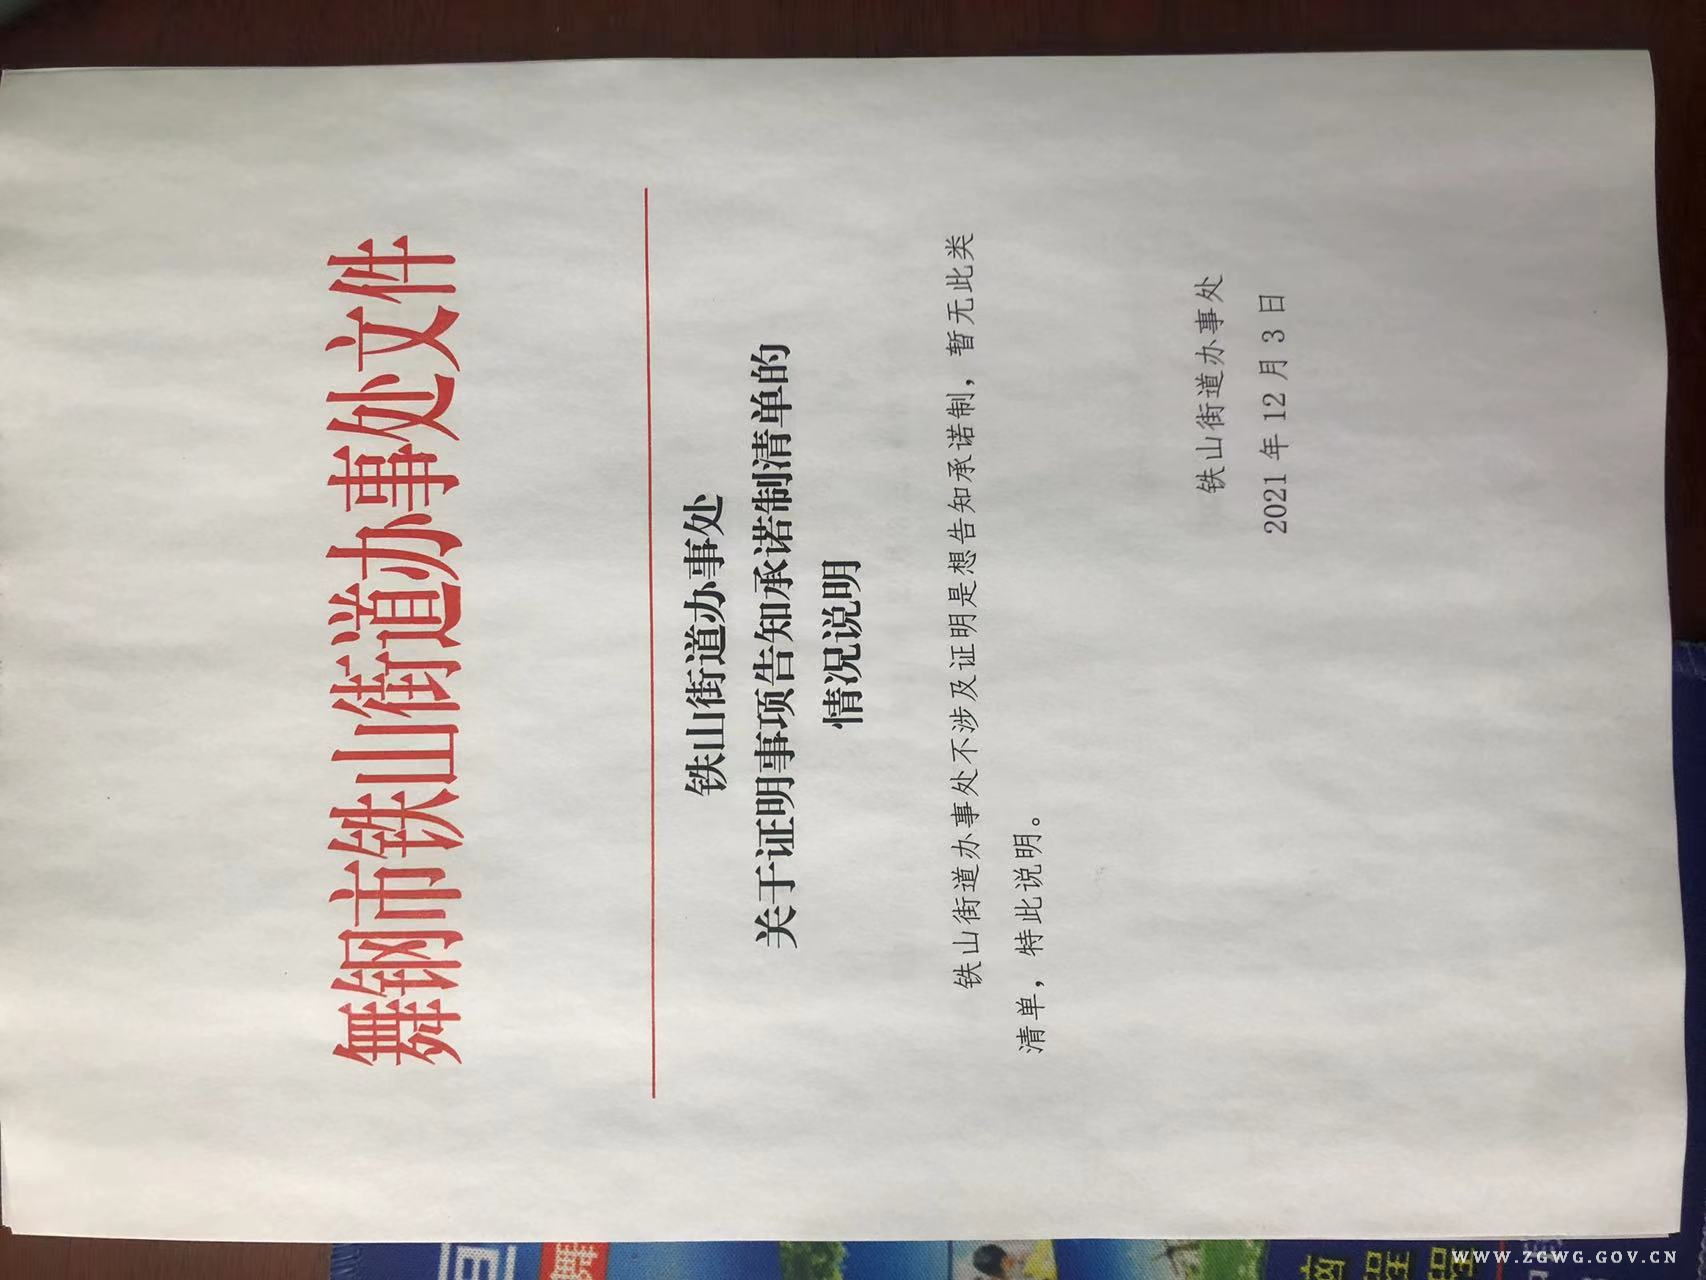 舞钢市铁山街道办事处文件
铁山街道办事处
关于证明事项告知承诺制清单的
情况说明
铁山街道办事处不涉及证明是想告知承诺制，暂无此类
清单，特此说明。
铁山街道办事处
2021年12月3日
舞
WWW.ZGWG.GOV.CN